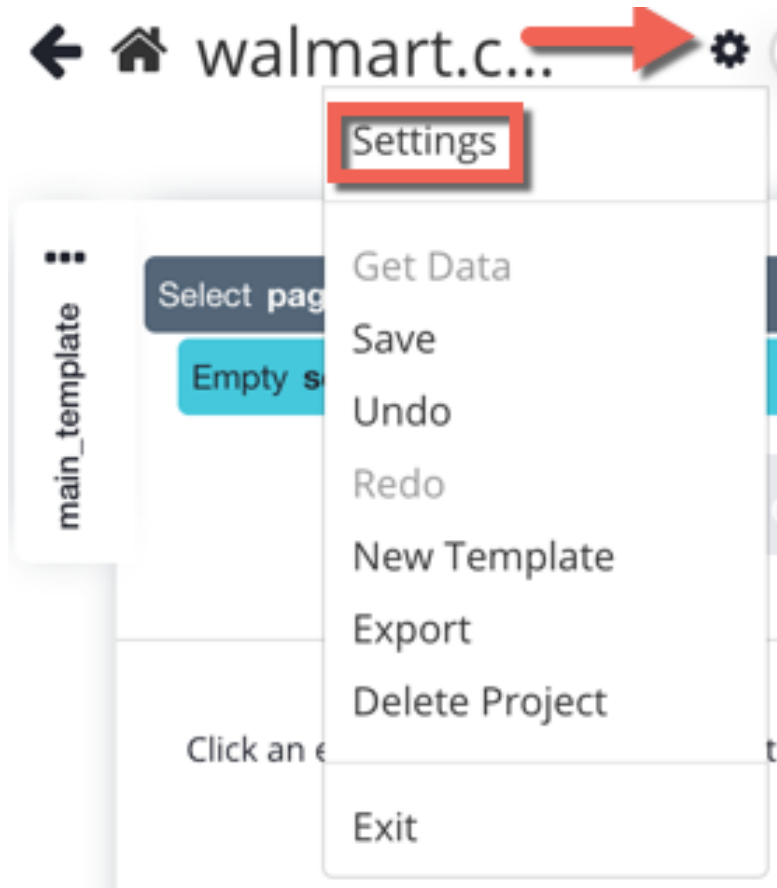 walmart.c...
Settings
Get Data
Save
Undo
Redo
New Template
Export
Delete Project
Exit
main_template
Select pag
Empty s
Click an